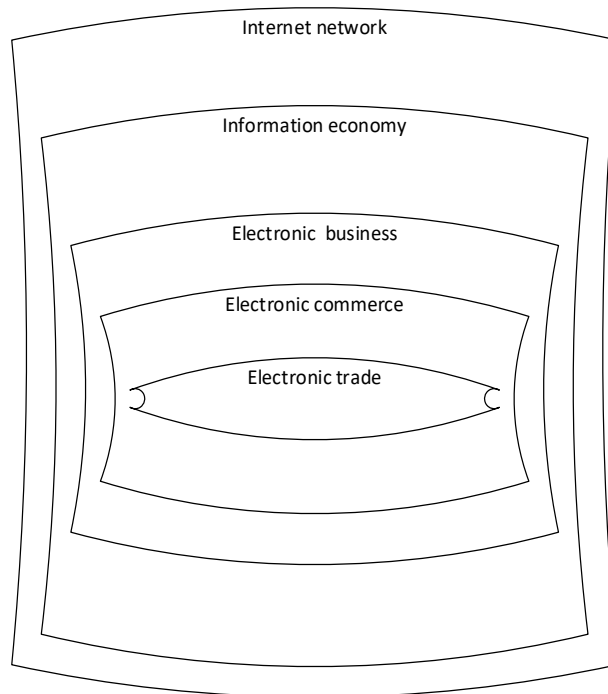 Internet network
Information economy
Electronic  business
Electronic commerce
Electronic trade